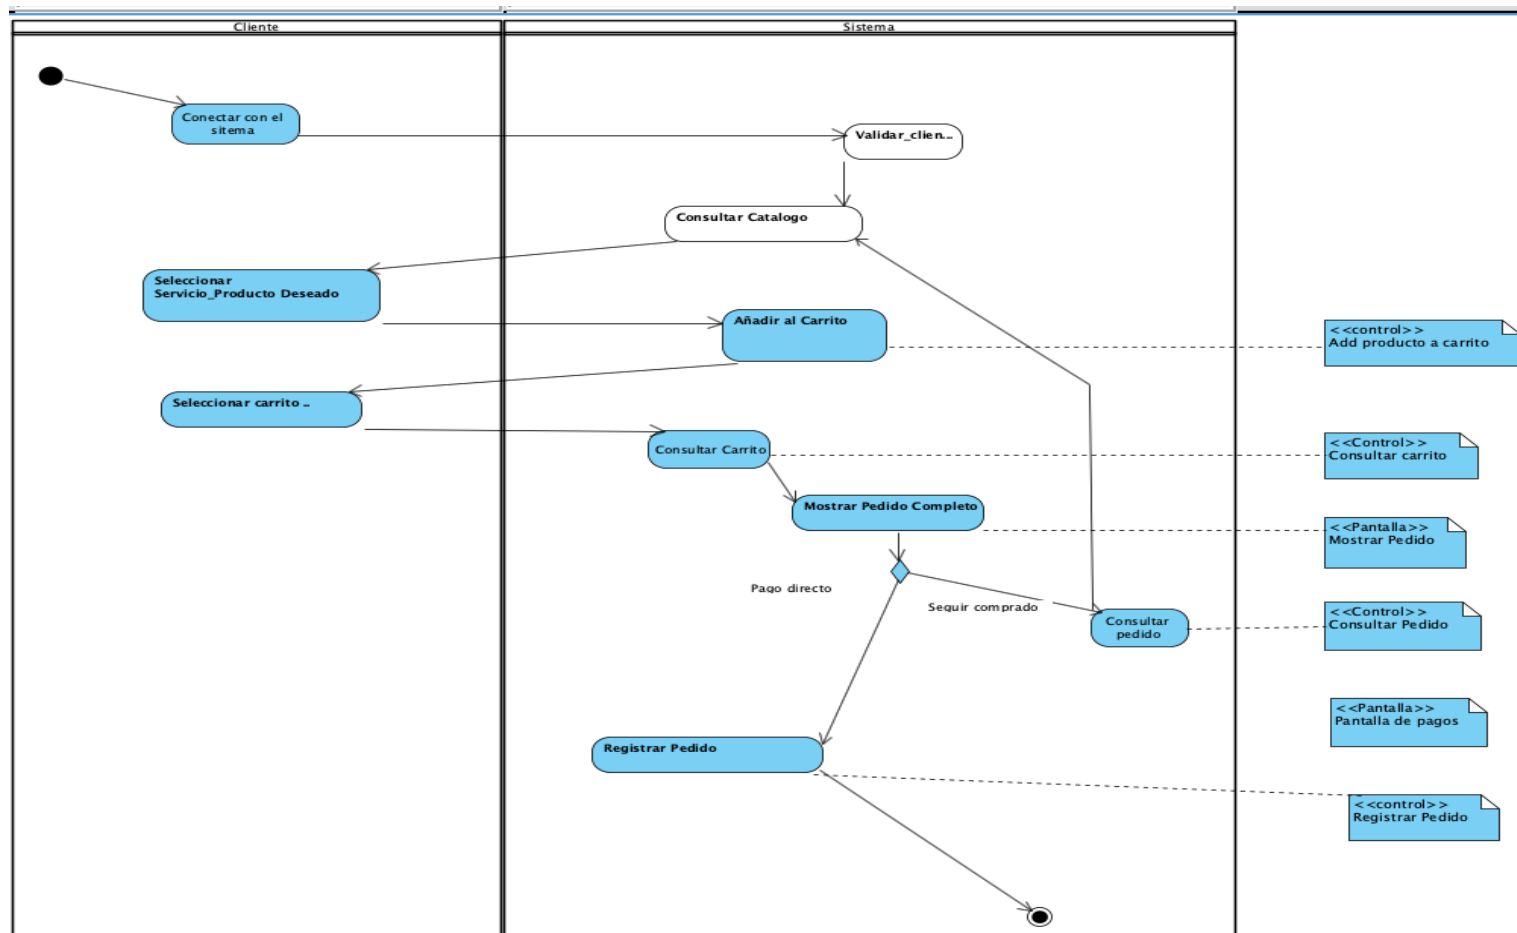 Cliente
Sistema
Conectar con el
sitema
Validar_clien...
Consultar Catalogo
Seleccionar
Servicio_Producto Deseado
Añadir al Carrito
<<control>>
Add producto a carrito
Seleccionar carrito ..
Consultar Carrito
<<Control>>
Consultar carrito
Mostrar Pedido Completo
<<Pantalla>>
Mostrar Pedido
Pago directo
Seguir comprado
Consultar
pedido
<<Control>>
Consultar Pedido
<<Pantalla>>
Pantalla de pagos
Registrar Pedido
<<control>>
Registrar Pedido